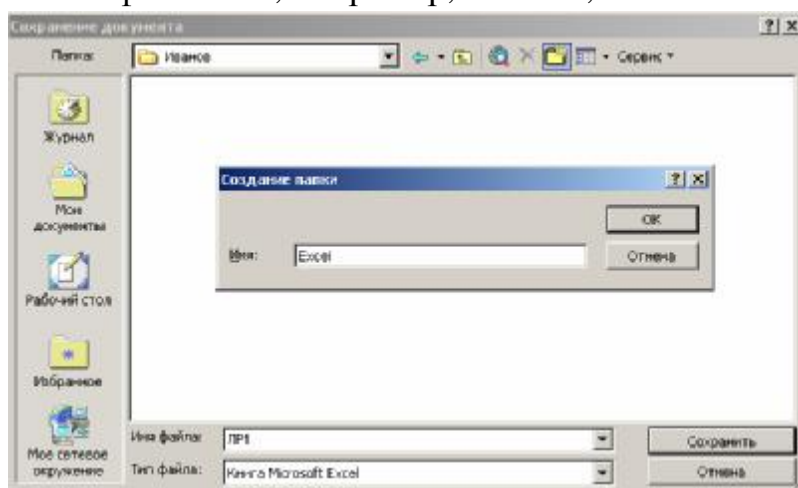 Сохранение документа
Папка:
Иванов
Сервис
Журнал
Мои
документы
Рабочий стол
Избранное
Мое сетевое
окружение
Создание папки
Имя:
Excel
ОК
Отмена
Имя файла:
ЛР1
Сохранить
Тип файла:
Книга Microsoft Excel
Отмена